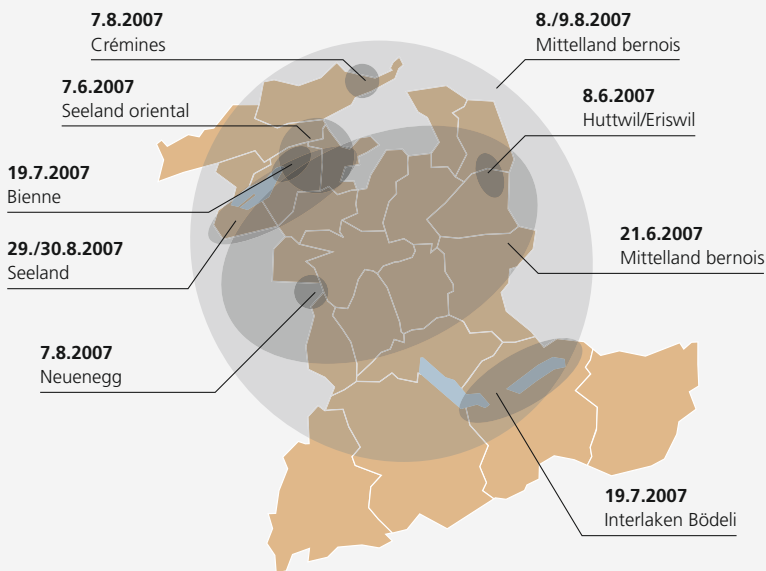 7.8.2007
Crémines
8./9.8.2007
Mittelland bernois
7.6.2007
Seeland oriental
8.6.2007
Huttwil/Eriswil
19.7.2007
Bienne
29./30.8.2007
Seeland
21.6.2007
Mittelland bernois
7.8.2007
Neuenegg
19.7.2007
Interlaken Bödeli